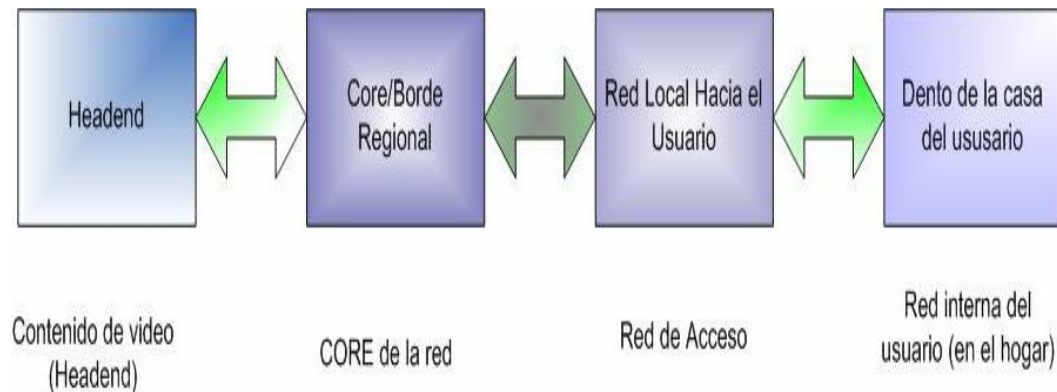 Headend
Core/Borde
Regional
Red Local Hacia el
Usuario
Dento de la casa
del ususario
Contenido de video
(Headend)
CORE de la red
Red de Acceso
Red interna del
usuario (en el hogar)